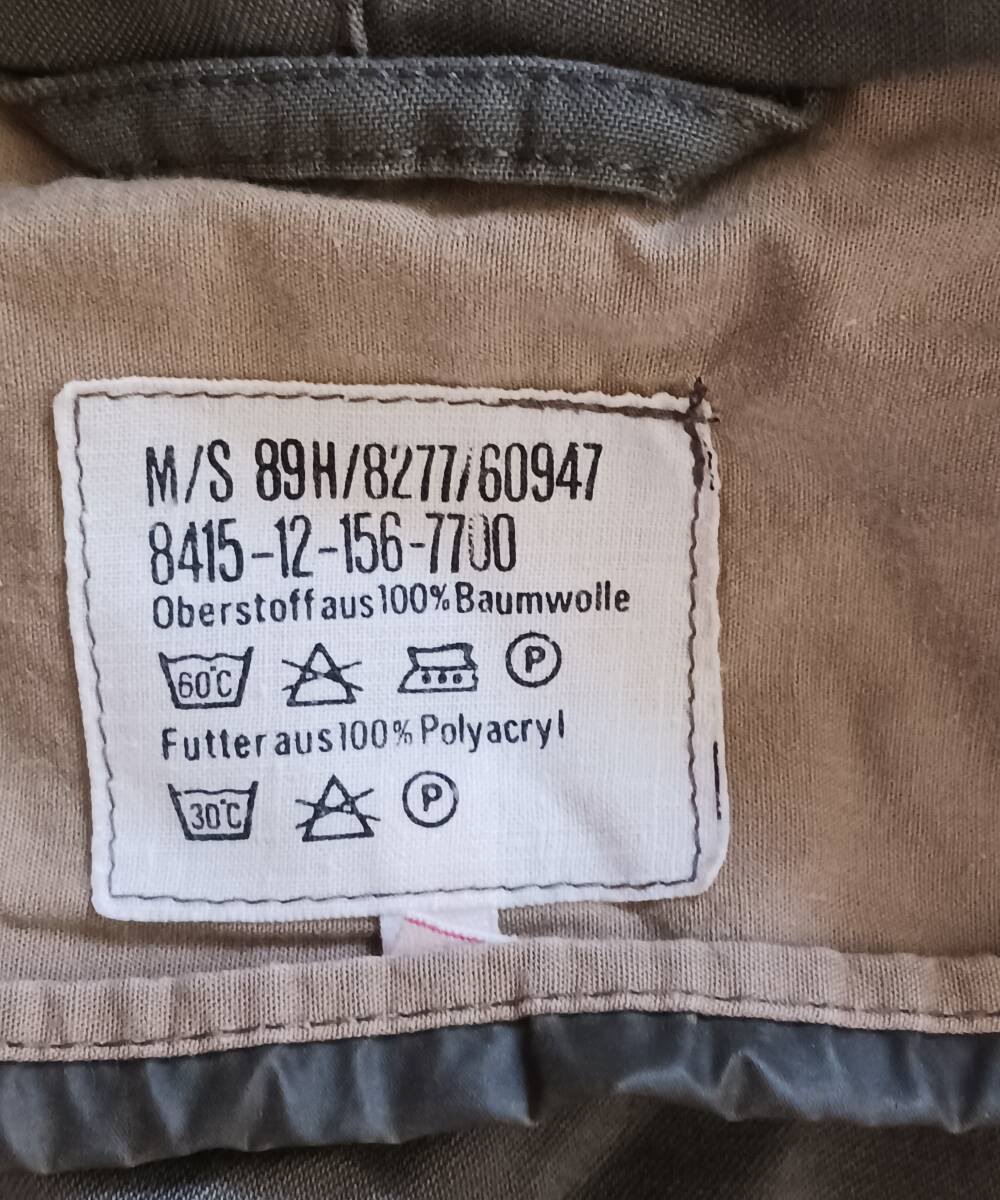 M/S 89H/8277/60947
8415-12-156-7700
Oberstoff aus 100% Baumwolle
60°C P
Futter aus 100% Polyacryl
30°C P